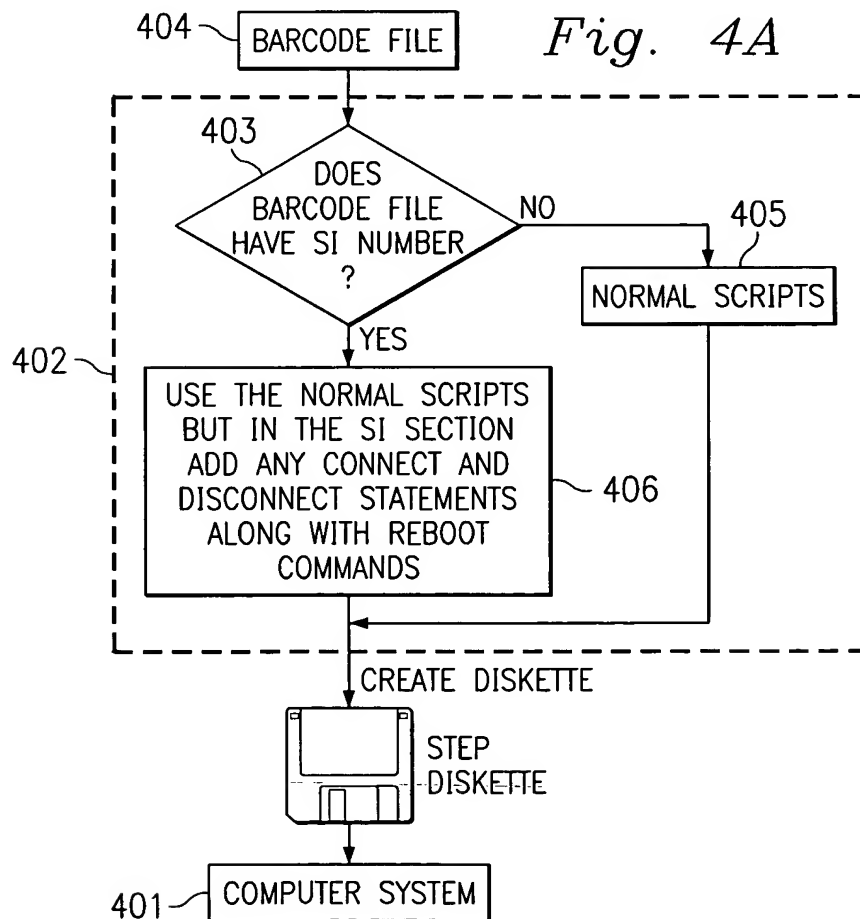 Fig. 4A
404
BARCODE FILE
403
DOES
BARCODE FILE
HAVE SI NUMBER
?
NO
405
NORMAL SCRIPTS
YES
402
USE THE NORMAL SCRIPTS
BUT IN THE SI SECTION
ADD ANY CONNECT AND
DISCONNECT STATEMENTS
ALONG WITH REBOOT
COMMANDS
406
CREATE DISKETTE
STEP
DISKETTE
401
COMPUTER SYSTEM